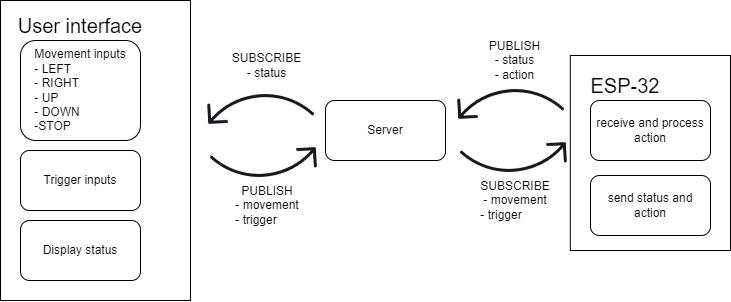 User interface
Movement inputs
- LEFT
- RIGHT
- UP
- DOWN
-STOP
Trigger inputs
Display status
SUBSCRIBE
- status
PUBLISH
- movement
- trigger
Server
PUBLISH
- status
- action
SUBSCRIBE
- movement
- trigger
ESP-32
receive and process
action
send status and
action